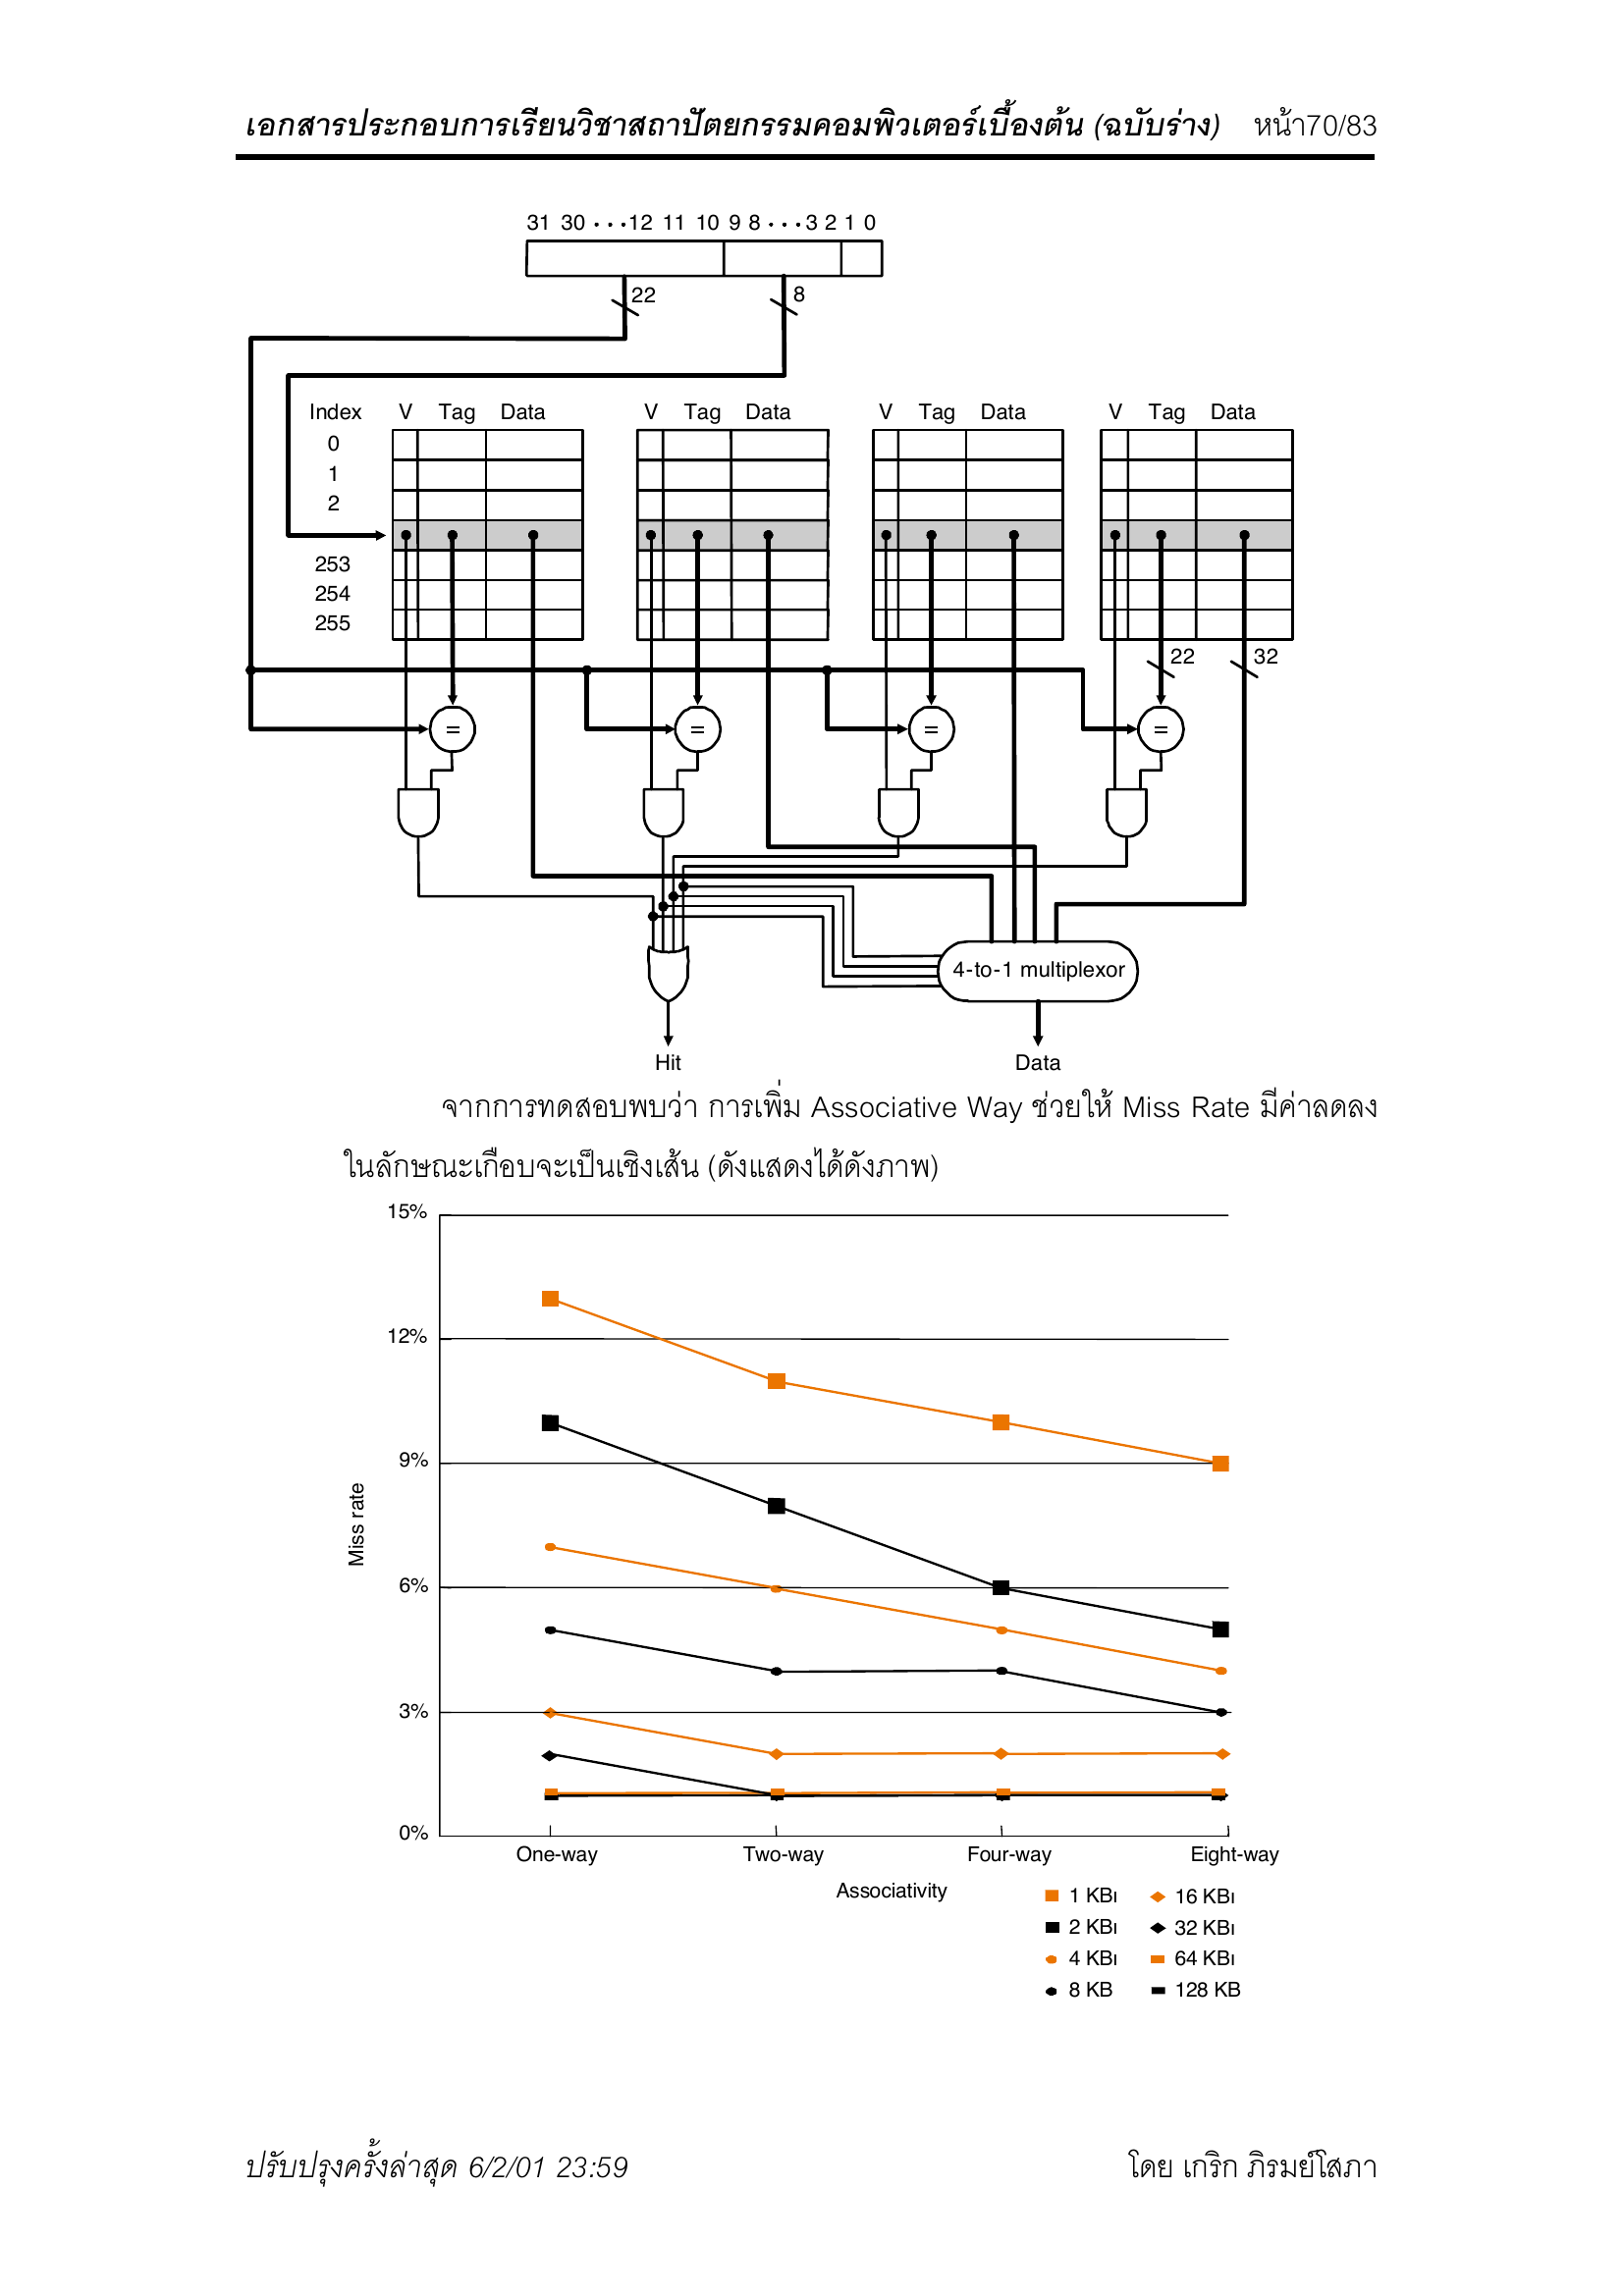 เอกสารประกอบการเรียนวิชาสถาปัตยกรรมคอมพิวเตอร์เบื้องต้น (ฉบับร่าง) หน้า70/83
31 30 ···12 11 10 9 8 ···3 2 1 0
22 8
Index V Tag Data V Tag Data V Tag Data V Tag Data
0
1
2
253
254
255
22 32
= = = =
4-to-1 multiplexor
Hit Data
จากการทดสอบพบว่า การเพิ่ม Associative Way ช่วยให้ Miss Rate มีค่าลดลง
ในลักษณะเกือบจะเป็นเชิงเส้น (ดังแสดงได้ดังภาพ)
15%
12%
9%
Miss rate
6%
3%
0%
One-way Two-way Four-way Eight-way
Associativity
1 KBı 16 KBı
2 KBı 32 KBı
4 KBı 64 KBı
8 KB 128 KB
ปรับปรุงครั้งล่าสุด 6/2/01 23:59 โดย เกริก ภิรมย์โสภา